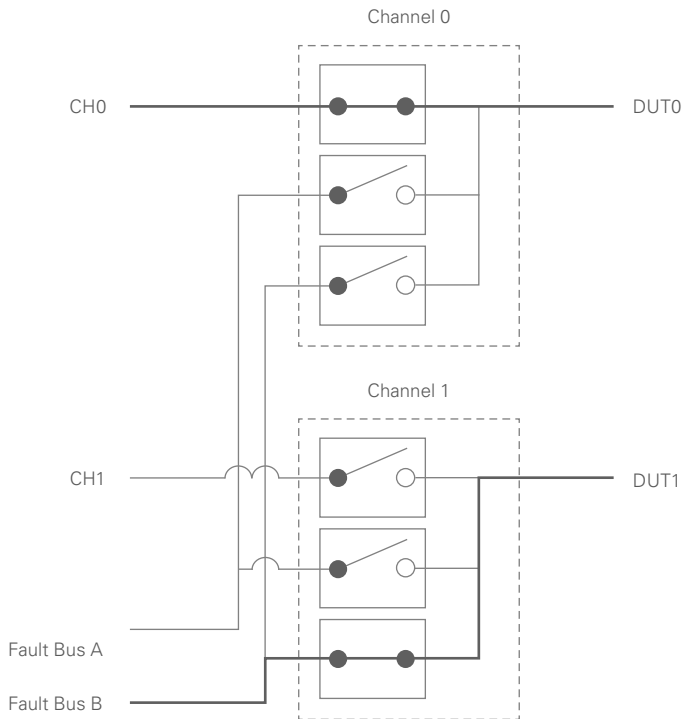 Channel 0
CH0
DUT0
Channel 1
CH1
DUT1
Fault Bus A
Fault Bus B